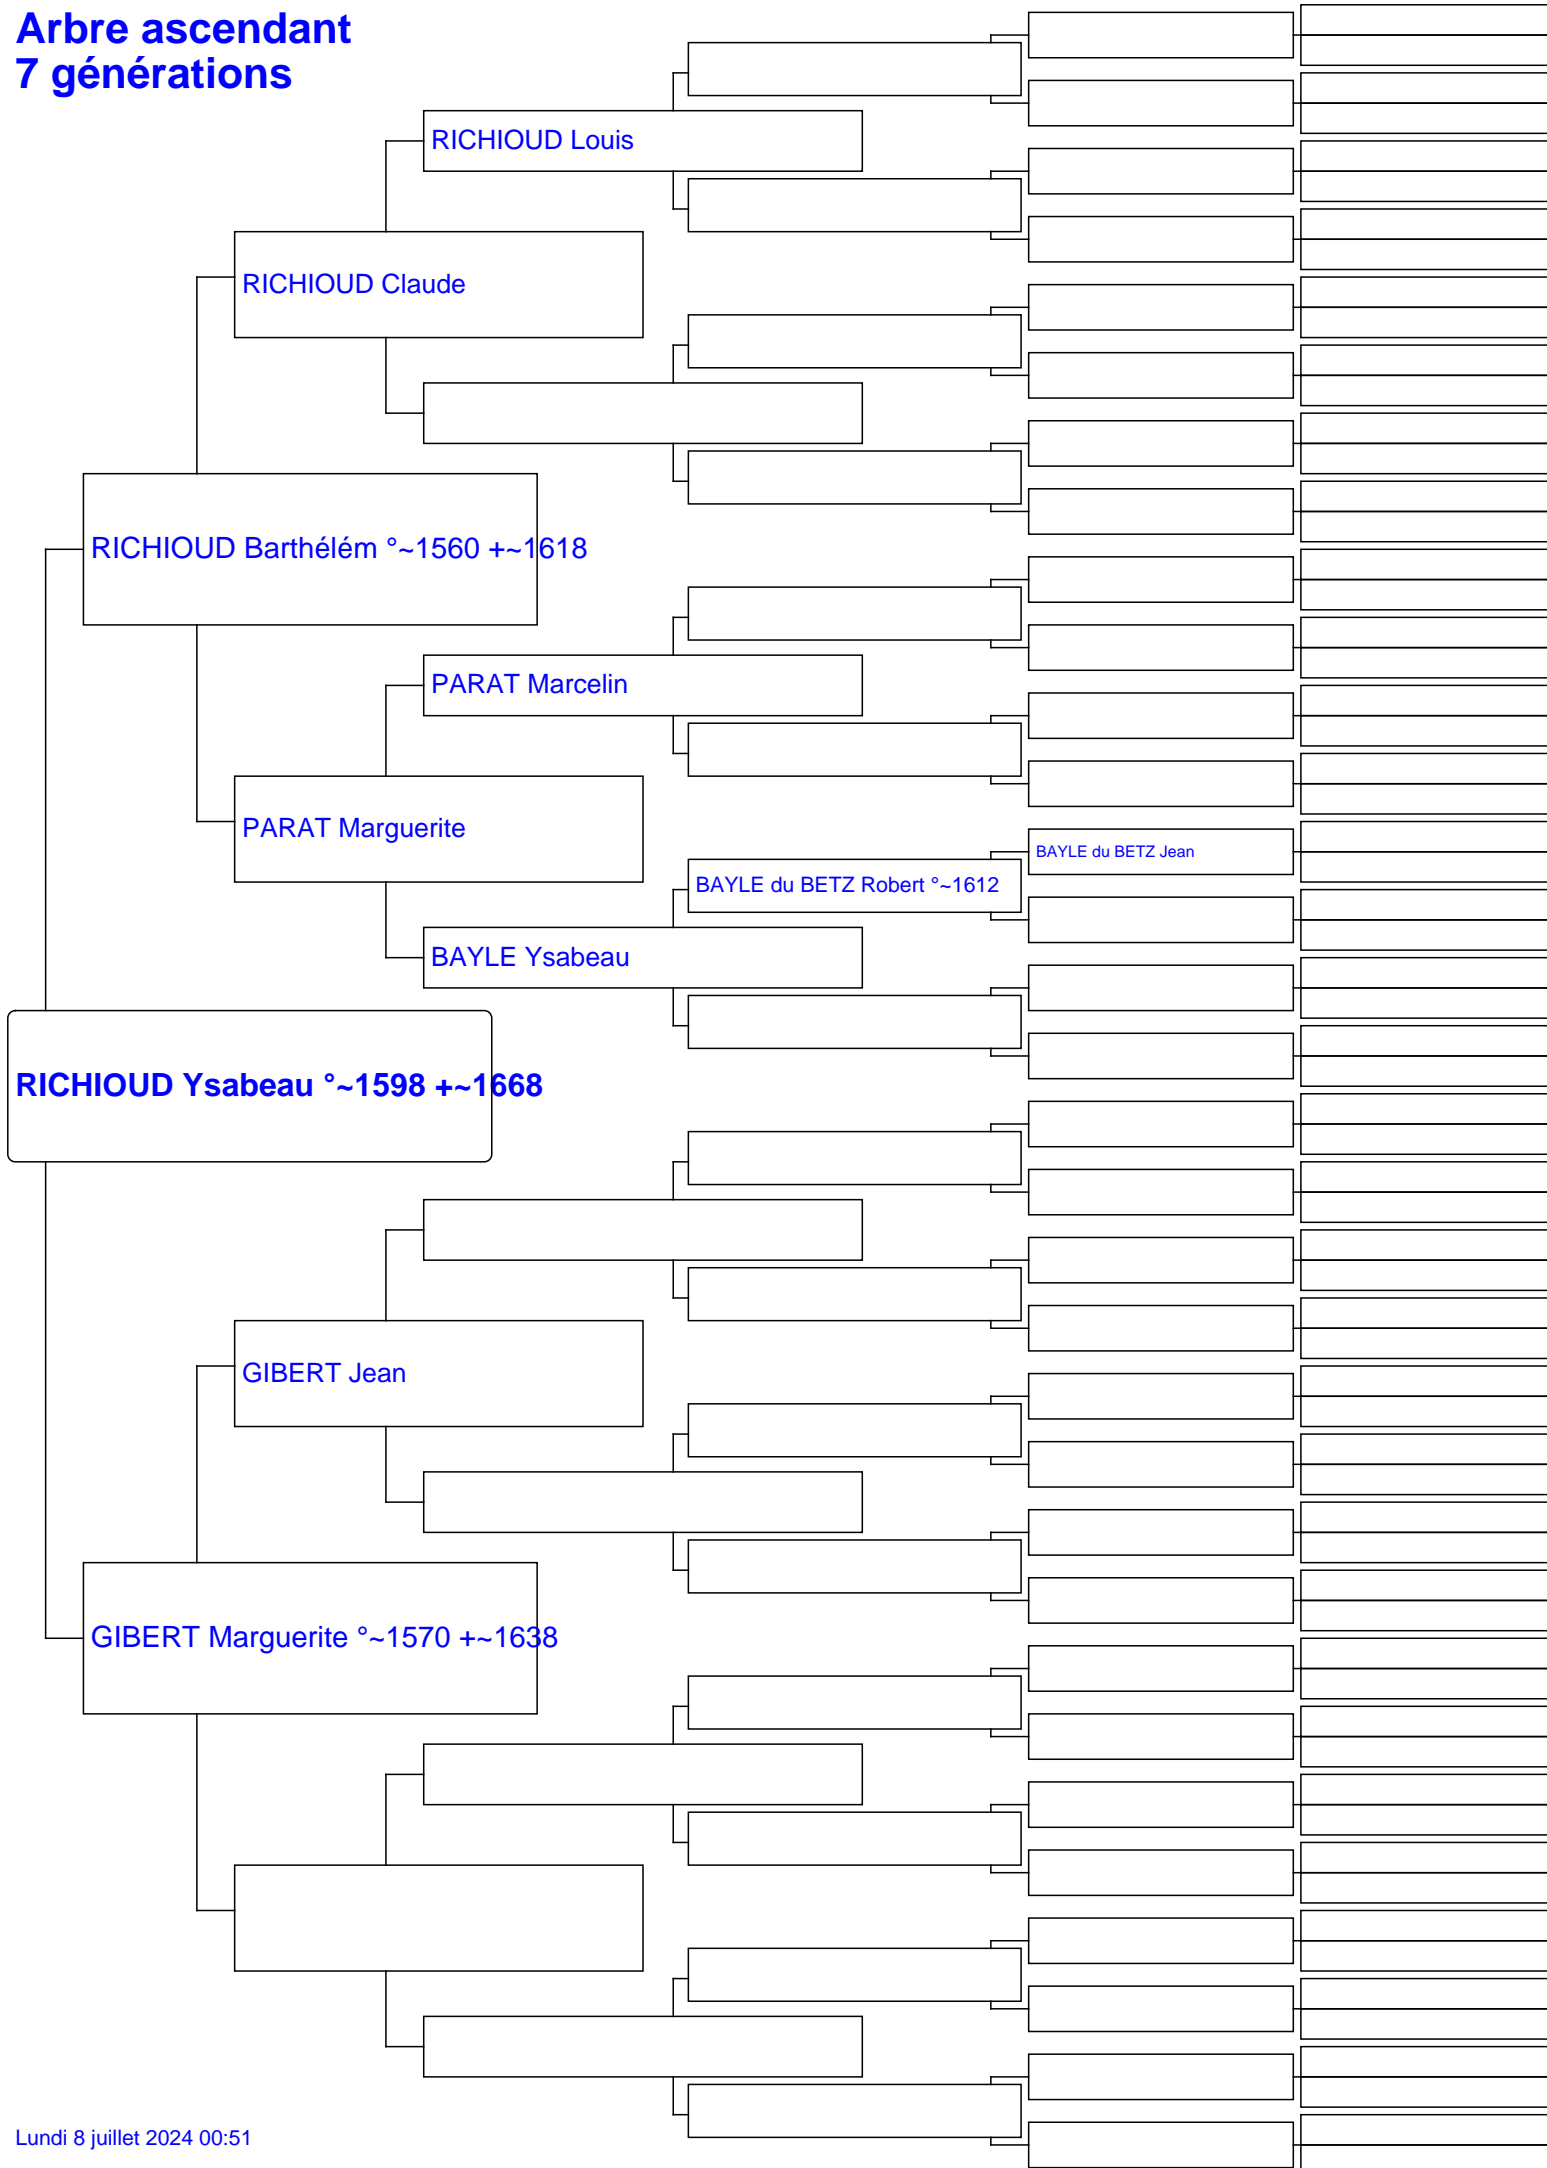 Arbre ascendant
7 générations
RICHIOUD Louis
RICHIOUD Claude
RICHIOUD Barthélém °~1560 +~1618
PARAT Marcelin
PARAT Marguerite
BAYLE du BETZ Jean
BAYLE du BETZ Robert °~1612
BAYLE Ysabeau
RICHIOUD Ysabeau °~1598 +~1668
GIBERT Jean
GIBERT Marguerite °~1570 +~1638
Lundi 8 juillet 2024 00:51